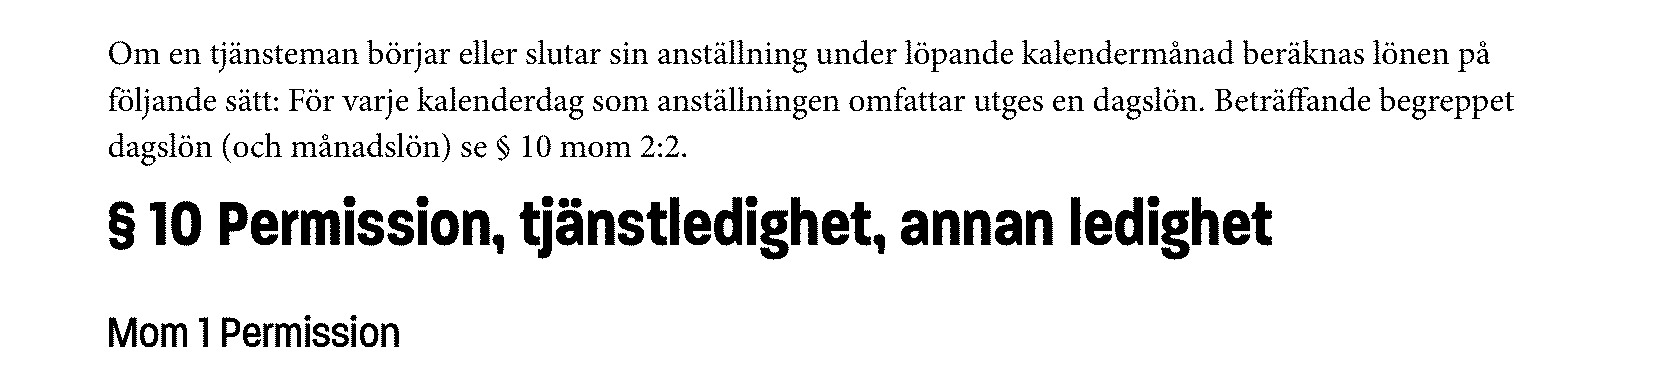 Om en tjänsteman börjar eller slutar sin anställning under löpande kalendermånad beräknas lönen på
följande sätt: För varje kalenderdag som anställningen omfattar utges en dagslön. Beträffande begreppet
dagslön (och månadslön) se § 10 mom 2:2.
§ 10 Permission, tjänstledighet, annan ledighet
Mom 1 Permission